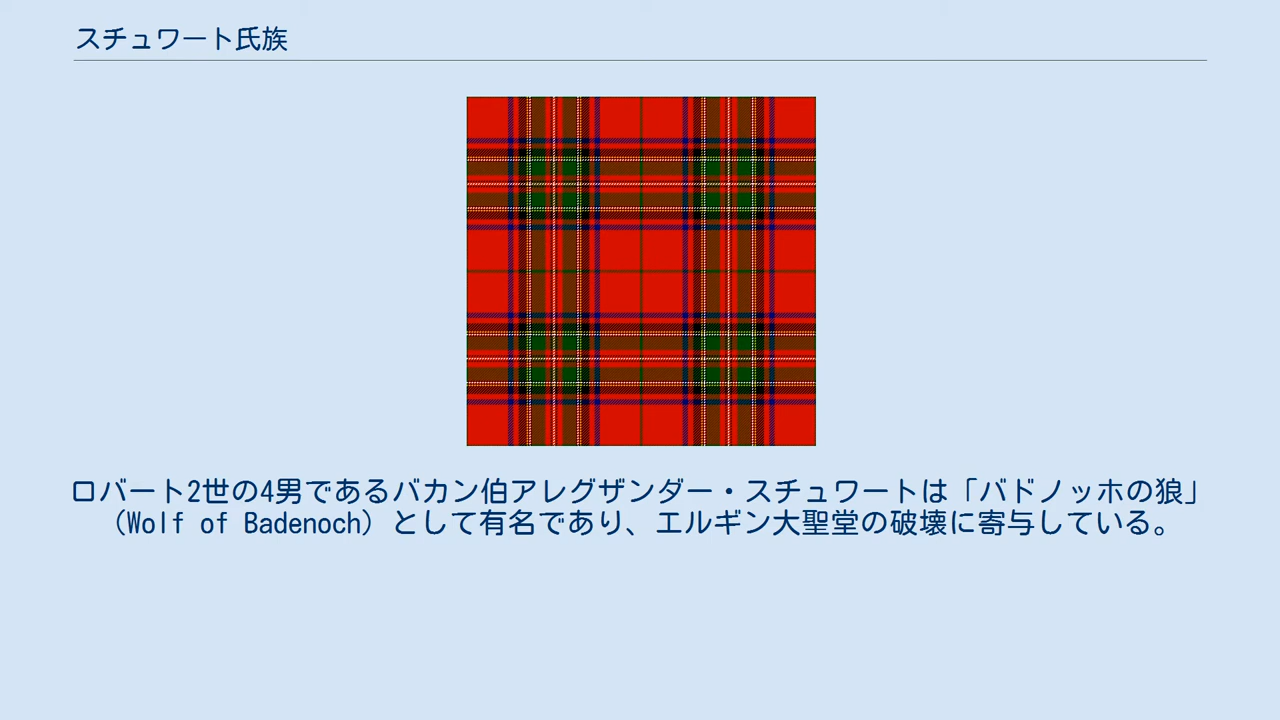 スチュワート氏族
ロバート2世の4男であるバカン伯アレグザンダー・スチュワートは「バドノッホの狼」
（Wolf of Badenoch）として有名であり、エルギン大聖堂の破壊に寄与している。